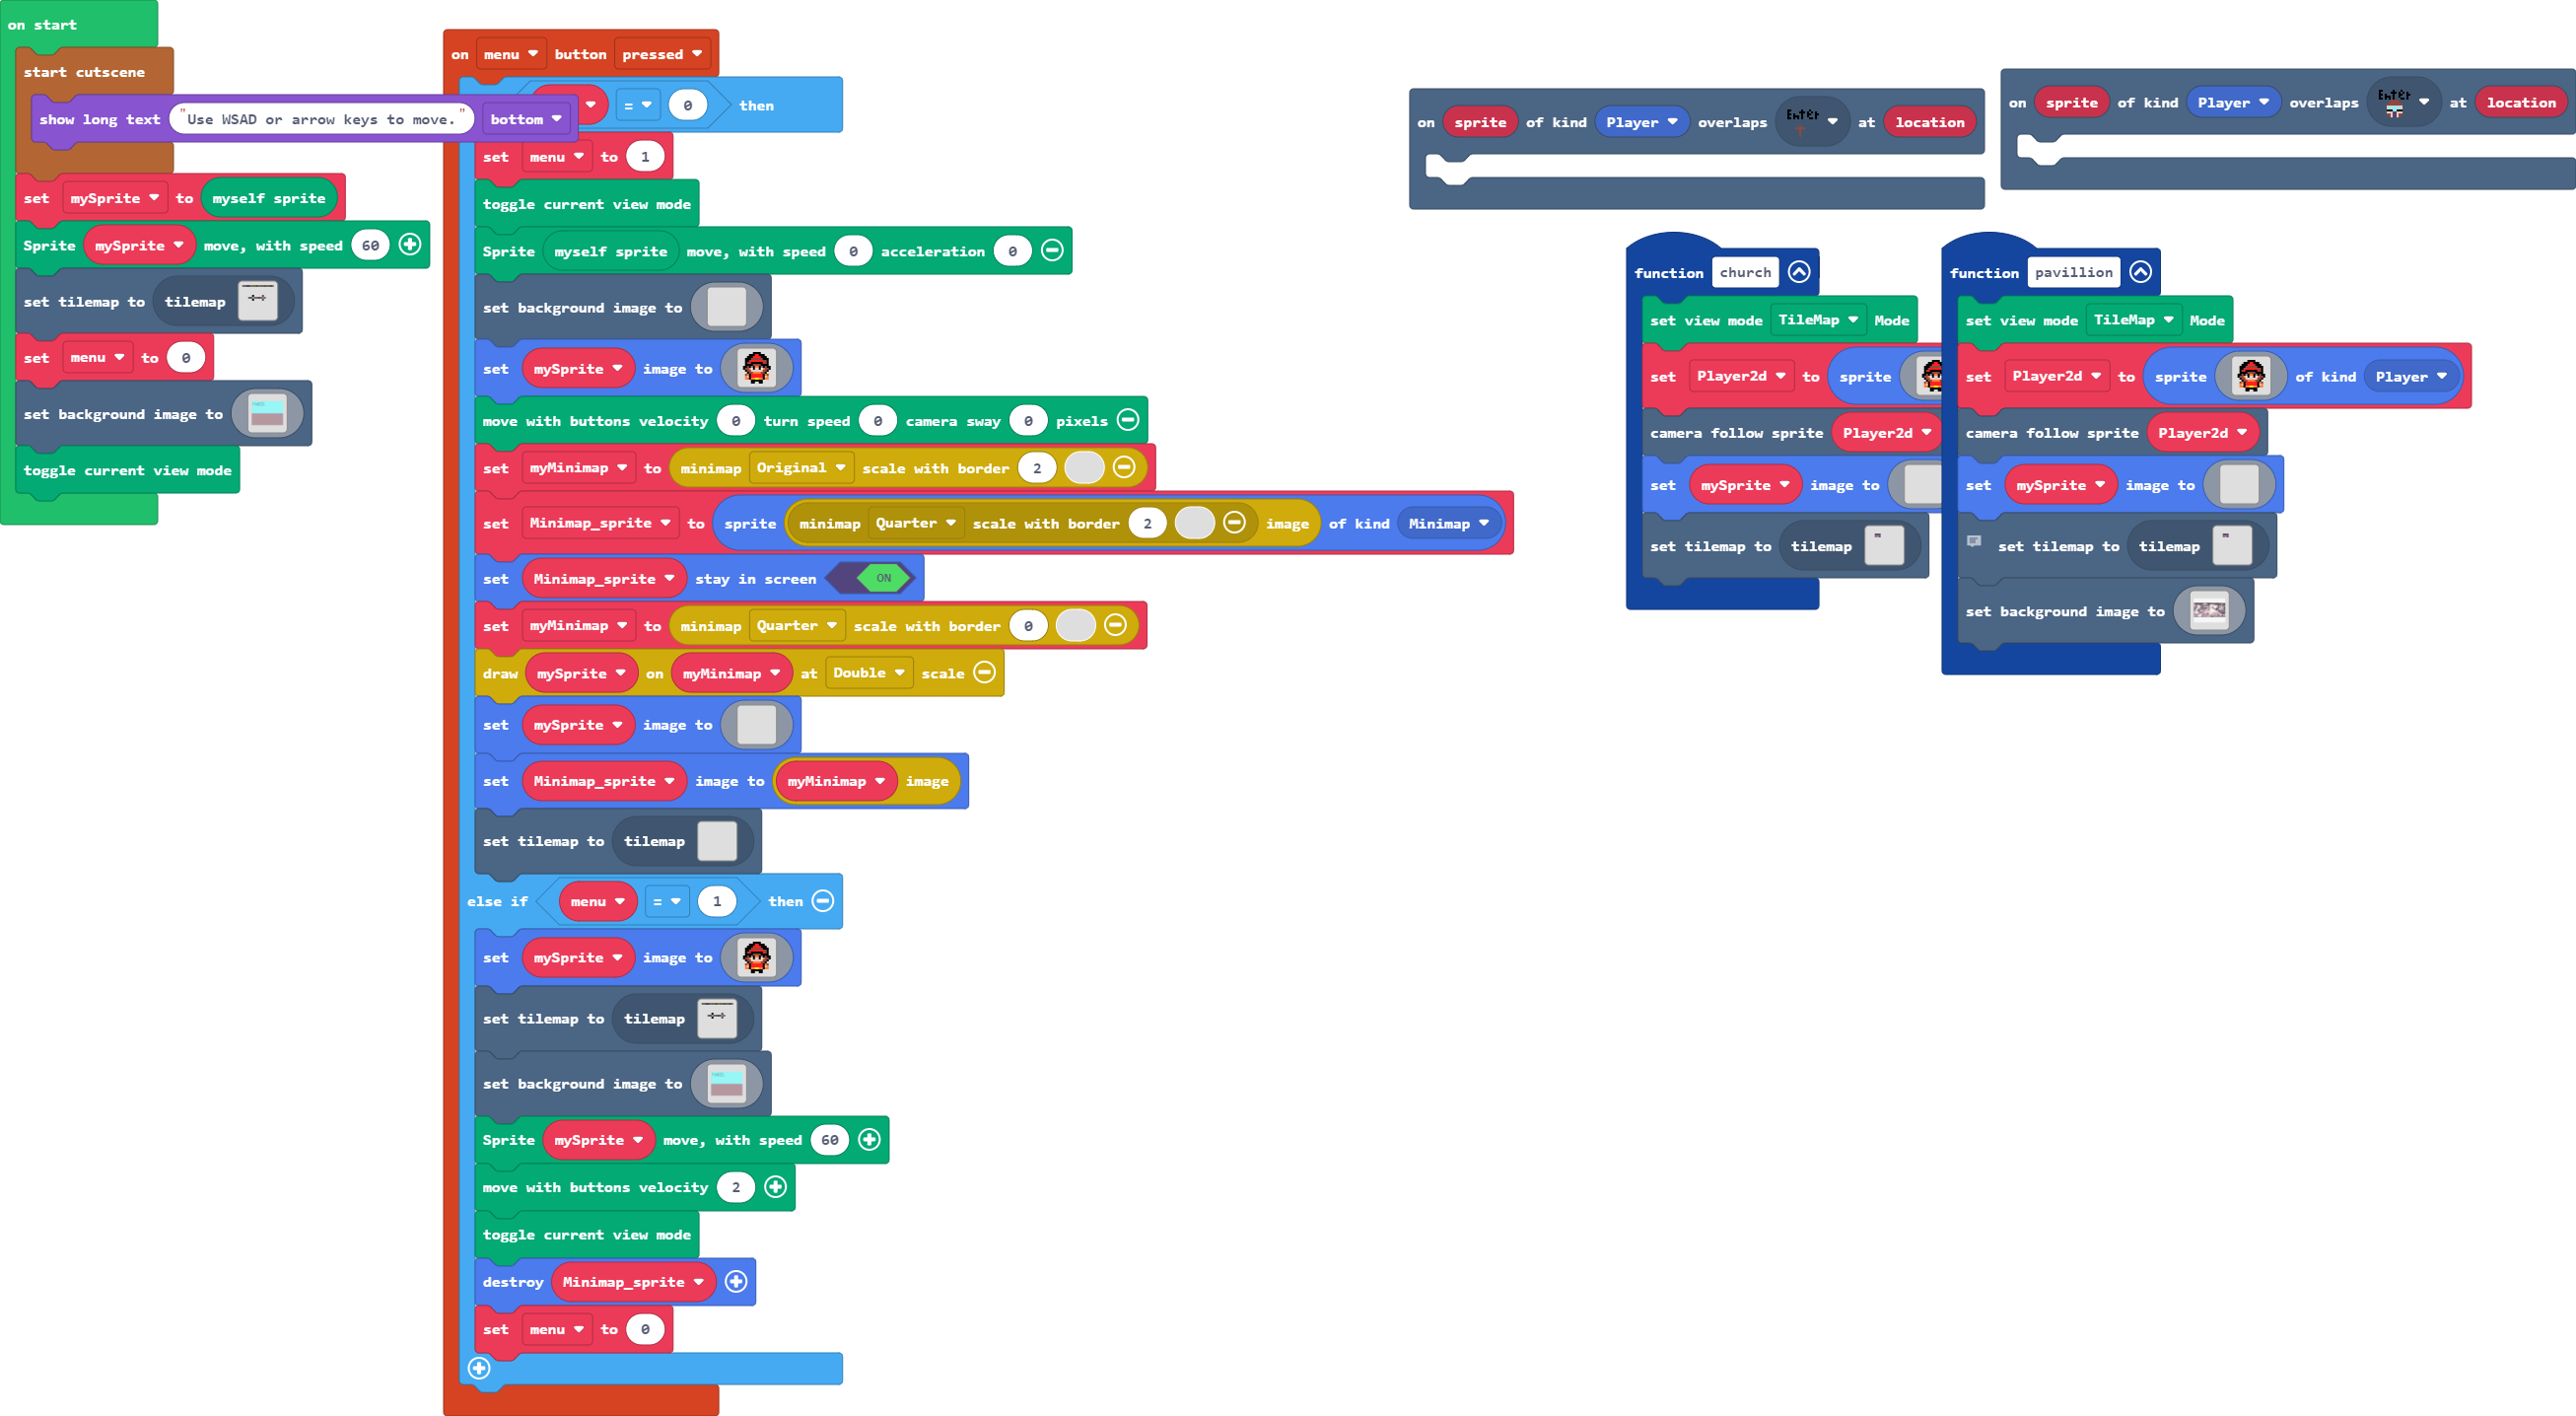 on start
start cutscene
show long text "Use WSAD or arrow keys to move." bottom
set mySprite to myself sprite
Sprite mySprite move, with speed 60
set tilemap to tilemap
set menu to 0
set background image to
toggle current view mode
on menu button pressed
= 0 then
set menu to 1
toggle current view mode
Sprite myself sprite move, with speed 0 acceleration 0
set background image to
set mySprite image to
move with buttons velocity 0 turn speed 0 camera sway 0 pixels
set myMinimap to minimap Original scale with border 2
set Minimap_sprite to sprite minimap Quarter scale with border 2 image of kind Minimap
set Minimap_sprite stay in screen ON
set myMinimap to minimap Quarter scale with border 0
draw mySprite on myMinimap at Double scale
set mySprite image to
set Minimap_sprite image to myMinimap image
set tilemap to tilemap
else if menu = 1 then
set mySprite image to
set tilemap to tilemap
set background image to
Sprite mySprite move, with speed 60
move with buttons velocity 2
toggle current view mode
destroy Minimap_sprite
set menu to 0
on sprite of kind Player overlaps Enter at location
on sprite of kind Player overlaps Enter at location
function church
set view mode TileMap Mode
set Player2d to sprite
camera follow sprite Player2d
set mySprite image to
set tilemap to tilemap
function pavillion
set view mode TileMap Mode
set Player2d to sprite of kind Player
camera follow sprite Player2d
set mySprite image to
set tilemap to tilemap
set background image to